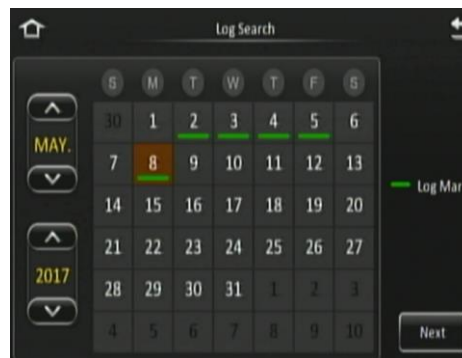 Log Search
S M T W T F S
30 1 2 3 4 5 6
MAY.
7 8 9 10 11 12 13
Log Mar
14 15 16 17 18 19 20
21 22 23 24 25 26 27
2017
28 29 30 31 1 2 3
4 5 6 7 8 9 10
Next